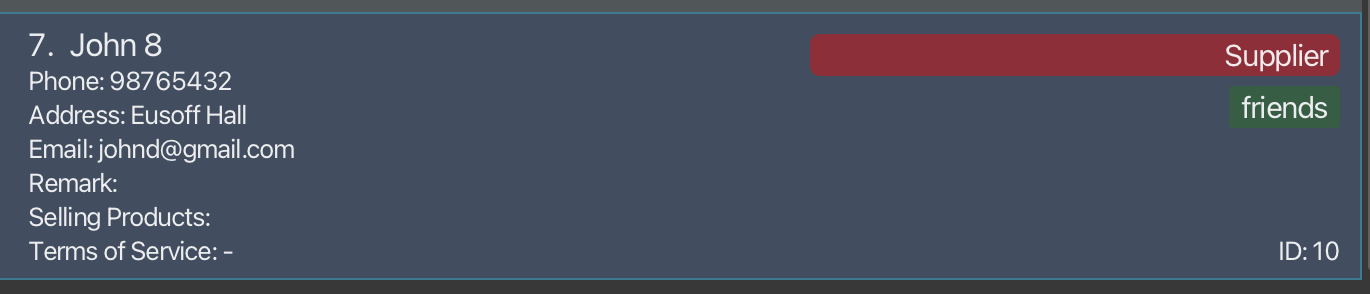 7. John 8
Supplier
Phone: 98765432
friends
Address: Eusoff Hall
Email: johnd@gmail.com
Remark:
Selling Products:
Terms of Service: -
ID: 10